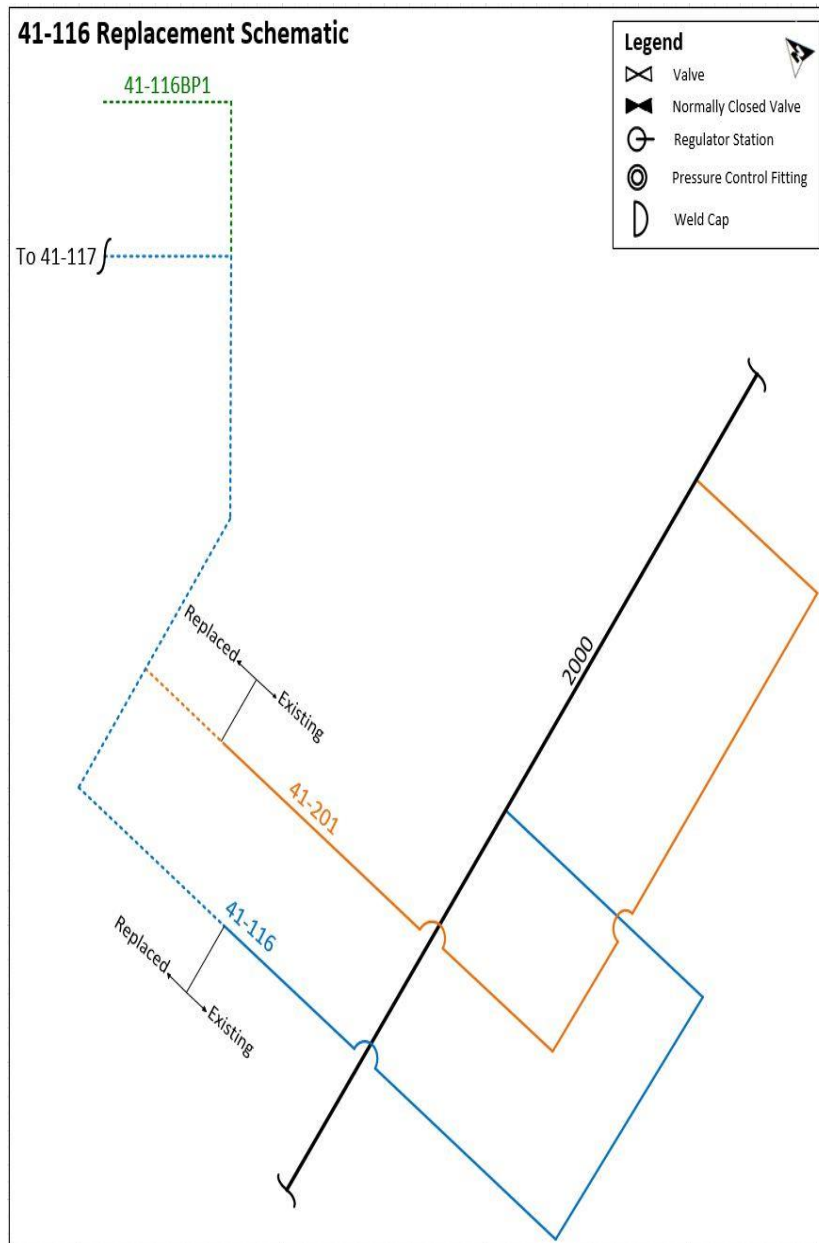 41-116 Replacement Schematic
Legend
N
Valve
Normally Closed Valve
Regulator Station
Pressure Control Fitting
Weld Cap
41-116BP1
To 41-117
2000
Replaced
Existing
41-201
41-116
Replaced
Existing